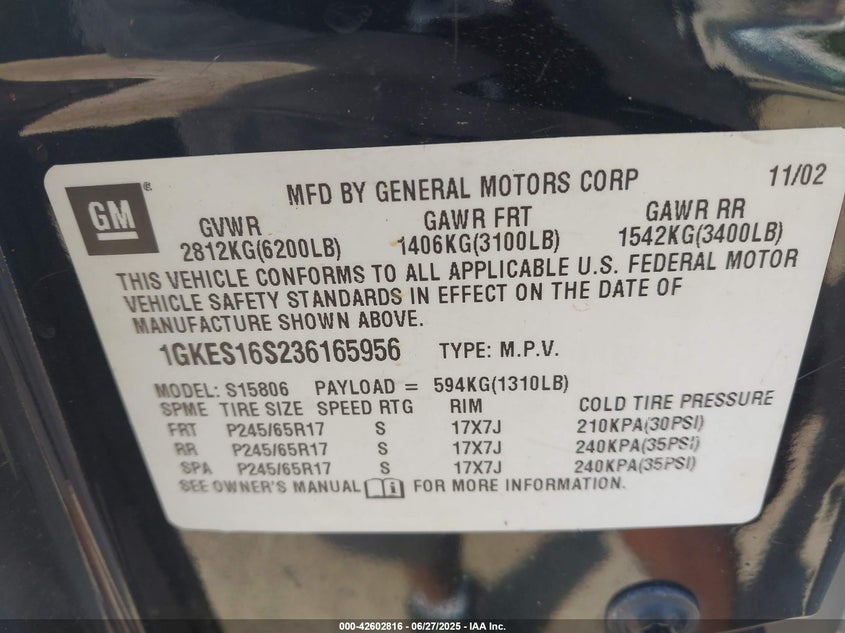 GM® MFD BY GENERAL MOTORS CORP 11/02
GVWR GAWR FRT GAWR RR
2812KG(6200LB) 1406KG(3100LB) 1542KG(3400LB)
THIS VEHICLE CONFORMS TO ALL APPLICABLE U.S. FEDERAL MOTOR
VEHICLE SAFETY STANDARDS IN EFFECT ON THE DATE OF
MANUFACTURE SHOWN ABOVE.
1GKES16S236165956 TYPE: M.P.V.
MODEL: S15806 PAYLOAD = 594KG(1310LB)
SPME TIRE SIZE SPEED RTG RIM COLD TIRE PRESSURE
FRT P245/65R17 S 17X7J 210KPA(30PSI)
RR P245/65R17 S 17X7J 240KPA(35PSI)
SPA P245/65R17 S 17X7J 240KPA(35PSI)
SEE OWNER'S MANUAL i FOR MORE INFORMATION.
000-42602816 - 06/27/2025 - IAA Inc.